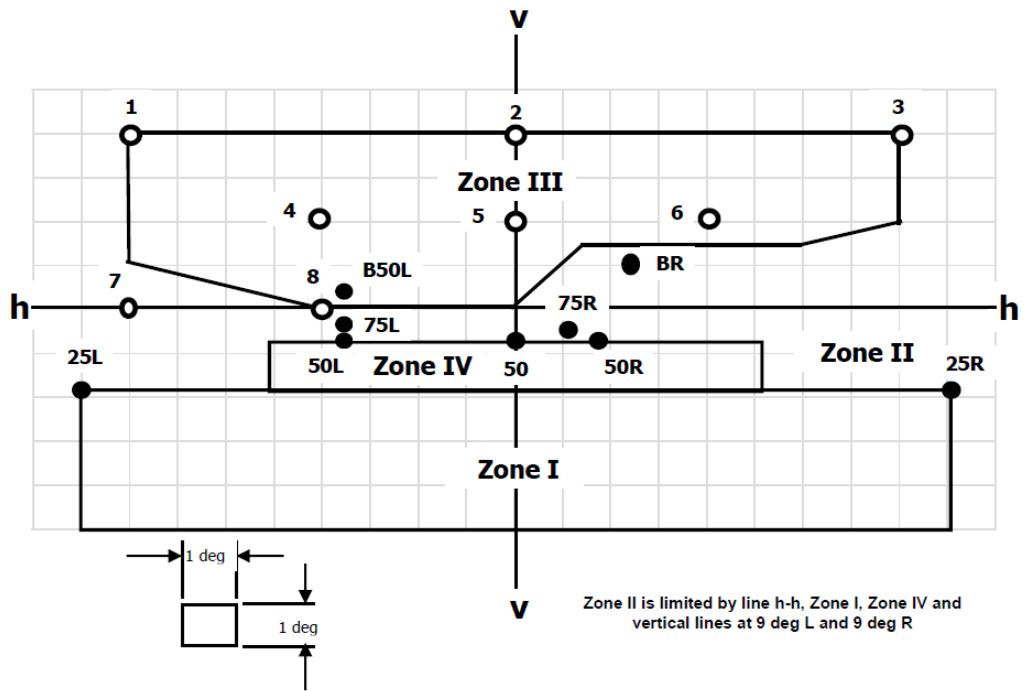 v
1
2
3
Zone III
4
5
6
B50L
BR
7
8
h
h
75R
75L
25L
50L
Zone IV
50
50R
Zone II
25R
Zone I
1 deg
v
1 deg
Zone II is limited by line h-h, Zone I, Zone IV and
vertical lines at 9 deg L and 9 deg R